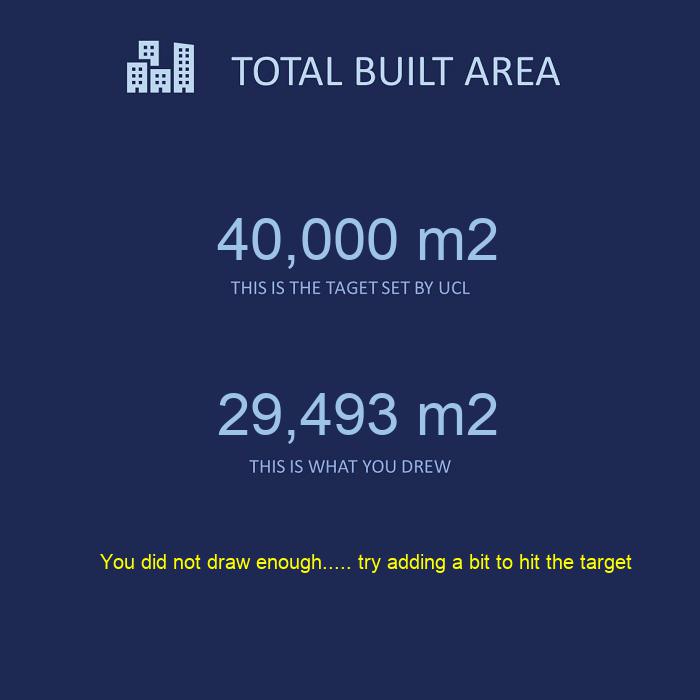 TOTAL BUILT AREA
40,000 m2
THIS IS THE TAGET SET BY UCL
29,493 m2
THIS IS WHAT YOU DREW
You did not draw enough..... try adding a bit to hit the target